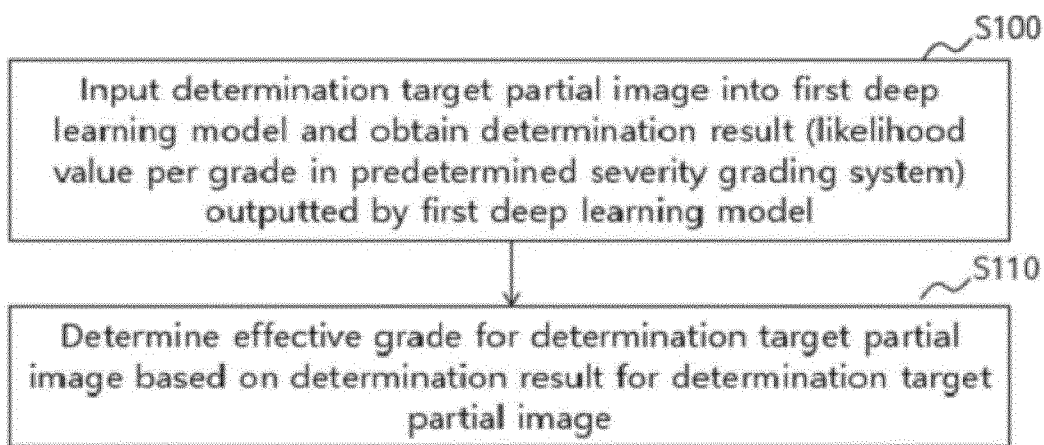 S100
Input determination target partial image into first deep
learning model and obtain determination result (likelihood
value per grade in predetermined severity grading system)
outputted by first deep learning model
S110
Determine effective grade for determination target partial
image based on determination result for determination target
partial image